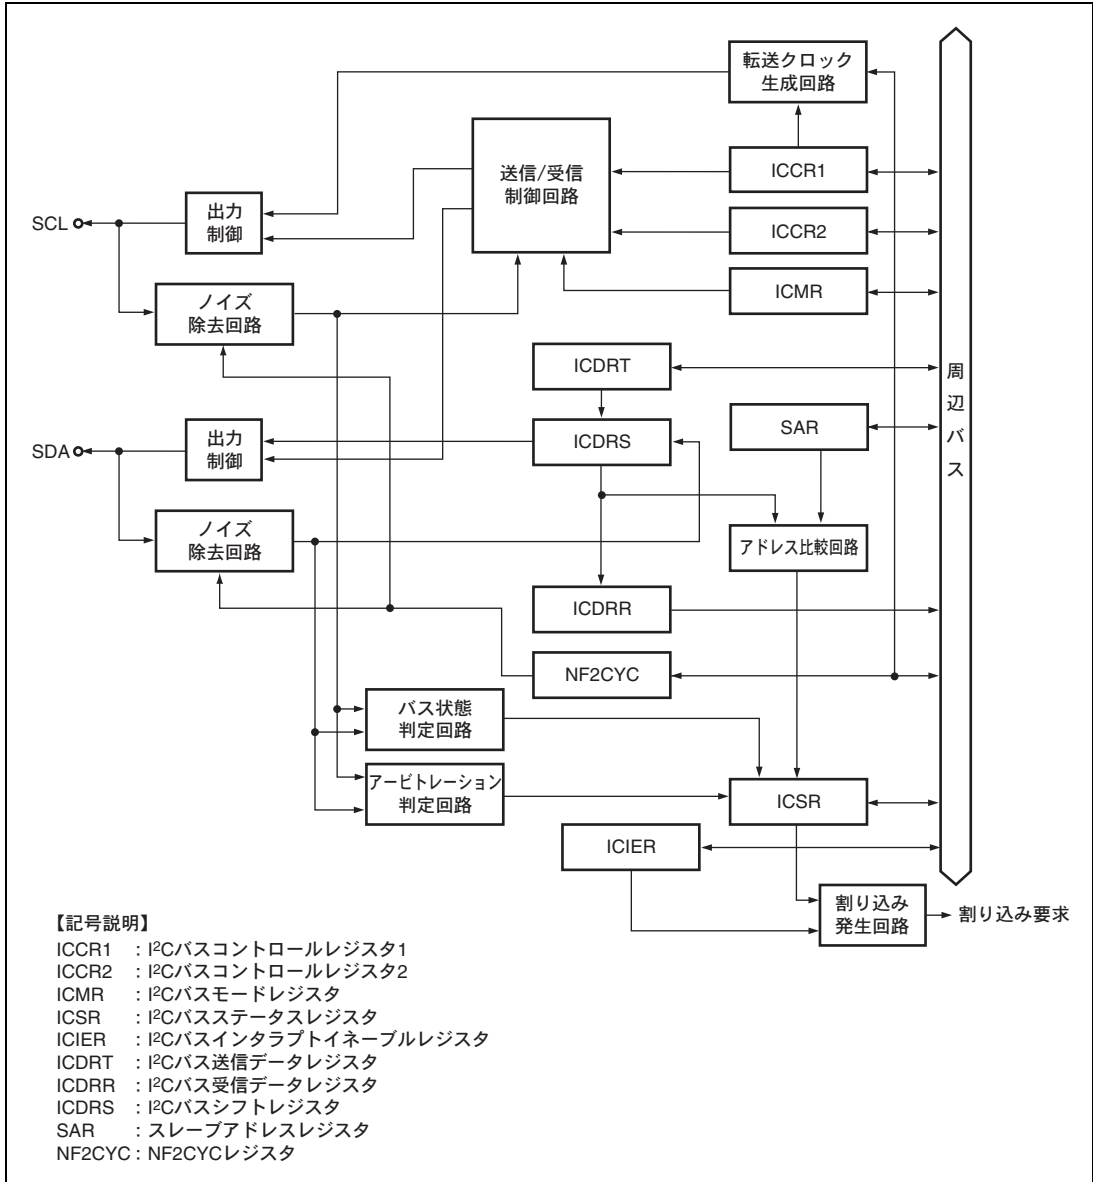 転送クロック
生成回路
送信/受信
制御回路
ICCR1
SCL
出力
制御
ICCR2
ICMR
ノイズ
除去回路
ICDRT
周辺バス
SAR
SDA
出力
制御
ICDRS
ノイズ
除去回路
アドレス比較回路
ICDRR
NF2CYC
バス状態
判定回路
アービトレーション
判定回路
ICSR
ICIER
割り込み
発生回路
割り込み要求
【記号説明】
ICCR1 : I²Cバスコントロールレジスタ1
ICCR2 : I²Cバスコントロールレジスタ2
ICMR : I²Cバスモードレジスタ
ICSR : I²Cバスステータスレジスタ
ICIER : I²Cバスインタラプトイネーブルレジスタ
ICDRT : I²Cバス送信データレジスタ
ICDRR : I²Cバス受信データレジスタ
ICDRS : I²Cバスシフトレジスタ
SAR : スレーブアドレスレジスタ
NF2CYC : NF2CYCレジスタ